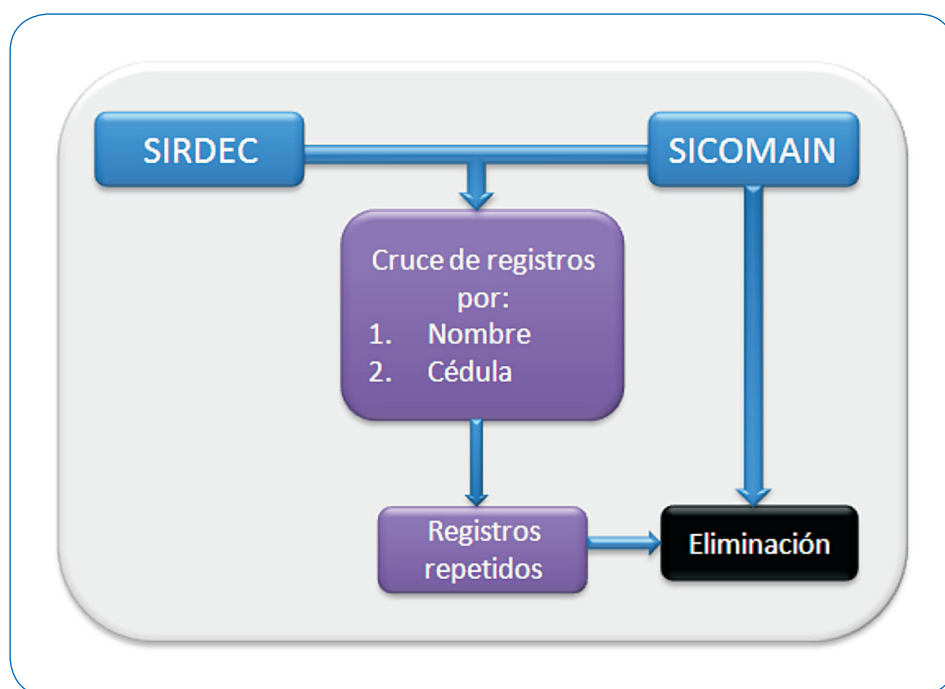 SIRDEC
SICOMAIN
Cruce de registros
por:
1. Nombre
2. Cédula
Registros
repetidos
Eliminación